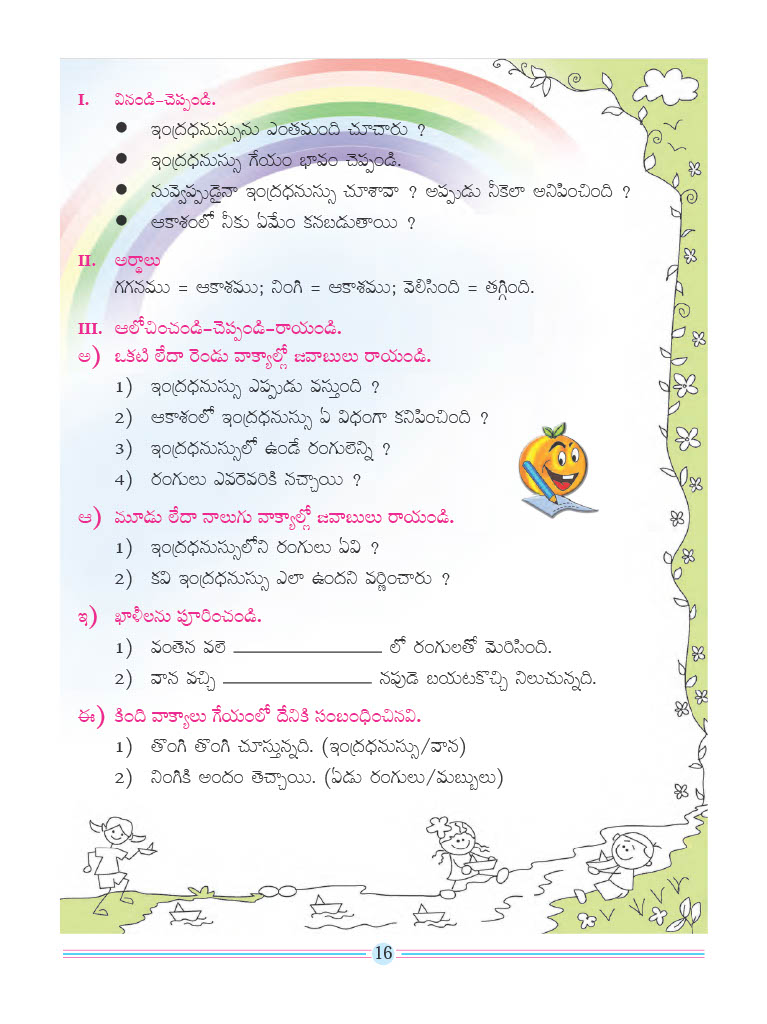 I. వినండి-చెప్పండి.
● ఇంద్రధనుస్సును ఎంతమంది చూచారు ?
● ఇంద్రధనుస్సు గేయం భావం చెప్పండి.
● నువ్వెప్పుడైనా ఇంద్రధనుస్సు చూశావా ? అప్పుడు నీకెలా అనిపించింది ?
● ఆకాశంలో నీకు ఏమేం కనబడుతాయి ?
II. అర్థాలు
గగనము = ఆకాశము; నింగి = ఆకాశము; వెలిసింది = తగ్గింది.
III. ఆలోచించండి-చెప్పండి-రాయండి.
అ) ఒకటి లేదా రెండు వాక్యాల్లో జవాబులు రాయండి.
1) ఇంద్రధనుస్సు ఎప్పుడు వస్తుంది ?
2) ఆకాశంలో ఇంద్రధనుస్సు ఏ విధంగా కనిపించింది ?
3) ఇంద్రధనుస్సులో ఉండే రంగులెన్ని ?
4) రంగులు ఎవరెవరికి నచ్చాయి ?
ఆ) మూడు లేదా నాలుగు వాక్యాల్లో జవాబులు రాయండి.
1) ఇంద్రధనుస్సులోని రంగులు ఏవి ?
2) కవి ఇంద్రధనుస్సు ఎలా ఉందని వర్ణించారు ?
ఇ) ఖాళీలను పూరించండి.
1) వంతెన వలె ________________ లో రంగులతో మెరిసింది.
2) వాన వచ్చి ________________ నపుడె బయటకొచ్చి నిలుచున్నది.
ఈ) కింది వాక్యాలు గేయంలో దేనికి సంబంధించినవి.
1) తొంగి తొంగి చూస్తున్నది. (ఇంద్రధనుస్సు/వాన)
2) నింగికి అందం తెచ్చాయి. (ఏడు రంగులు/మబ్బులు)
16